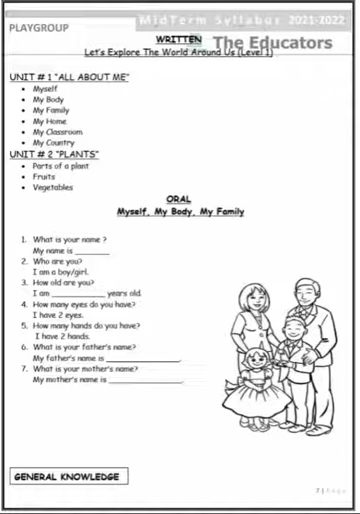 MidTerm Syllabus 2021-2022
PLAYGROUP
WRITTEN
The Educators
Let's Explore The World Around Us (Level 1)
UNIT # 1 "ALL ABOUT ME"
• Myself
• My Body
• My Family
• My Home
• My Classroom
• My Country
UNIT # 2 "PLANTS"
• Parts of a plant
• Fruits
• Vegetables
ORAL
Myself, My Body, My Family
1. What is your name ?
My name is ________
2. Who are you?
I am a boy/girl.
3. How old are you?
I am ____________ years old.
4. How many eyes do you have?
I have 2 eyes.
5. How many hands do you have?
I have 2 hands.
6. What is your father's name?
My father's name is ________________.
7. What is your mother's name?
My mother's name is ________________.
GENERAL KNOWLEDGE
7 | Page